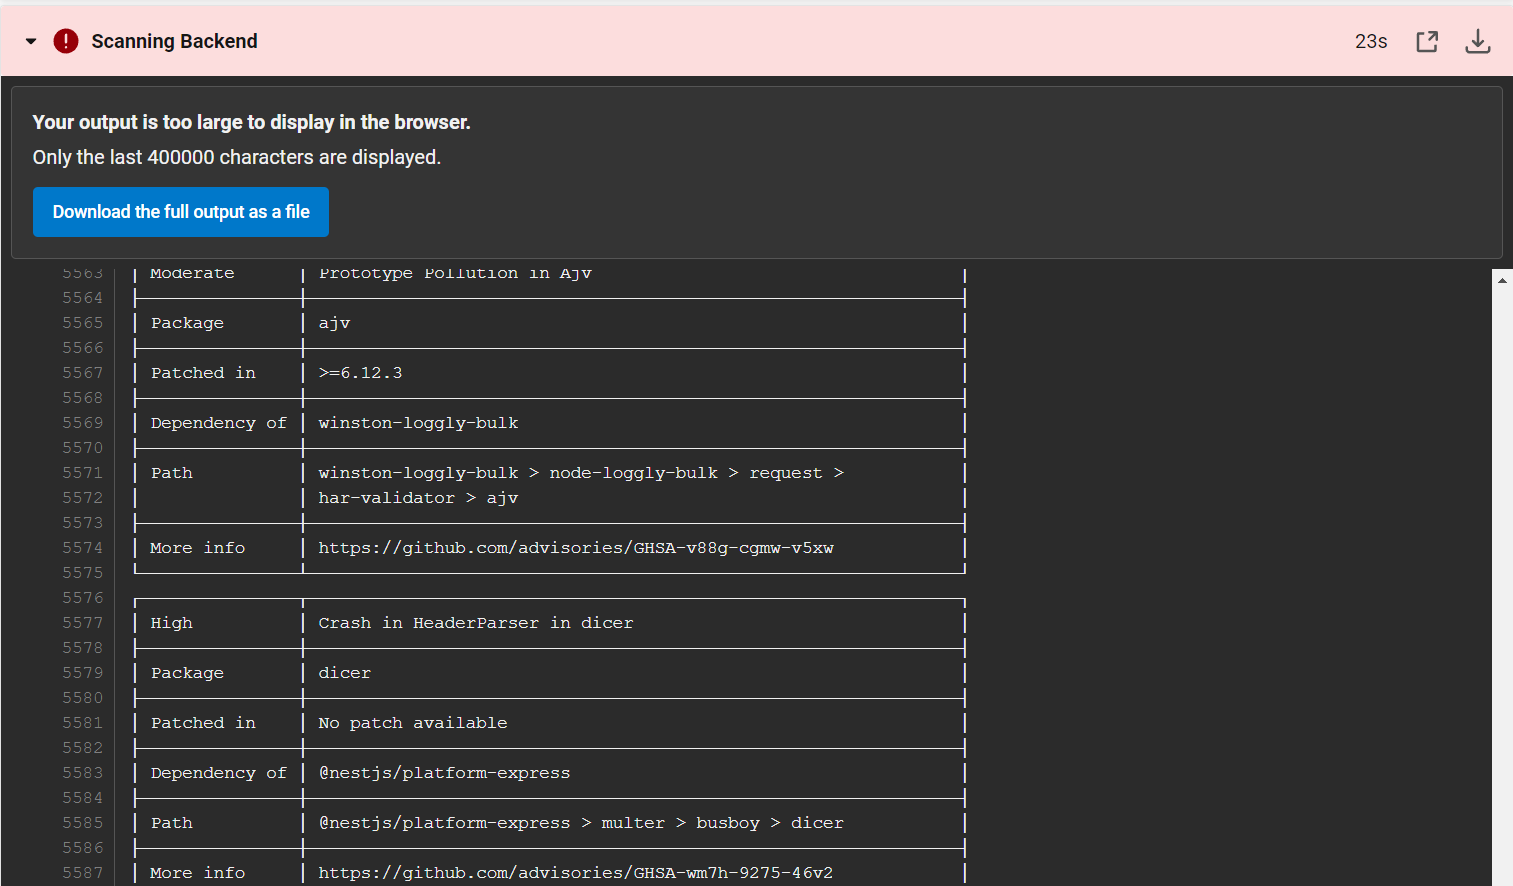 Scanning Backend 23s
Your output is too large to display in the browser.
Only the last 400000 characters are displayed.
Download the full output as a file
5563 Moderate Prototype Pollution in Ajv
5564
5565 Package ajv
5566
5567 Patched in >=6.12.3
5568
5569 Dependency of winston-loggly-bulk
5570
5571 Path winston-loggly-bulk > node-loggly-bulk > request >
5572 har-validator > ajv
5573
5574 More info https://github.com/advisories/GHSA-v88g-cgmw-v5xw
5575
5576
5577 High Crash in HeaderParser in dicer
5578
5579 Package dicer
5580
5581 Patched in No patch available
5582
5583 Dependency of @nestjs/platform-express
5584
5585 Path @nestjs/platform-express > multer > busboy > dicer
5586
5587 More info https://github.com/advisories/GHSA-wm7h-9275-46v2